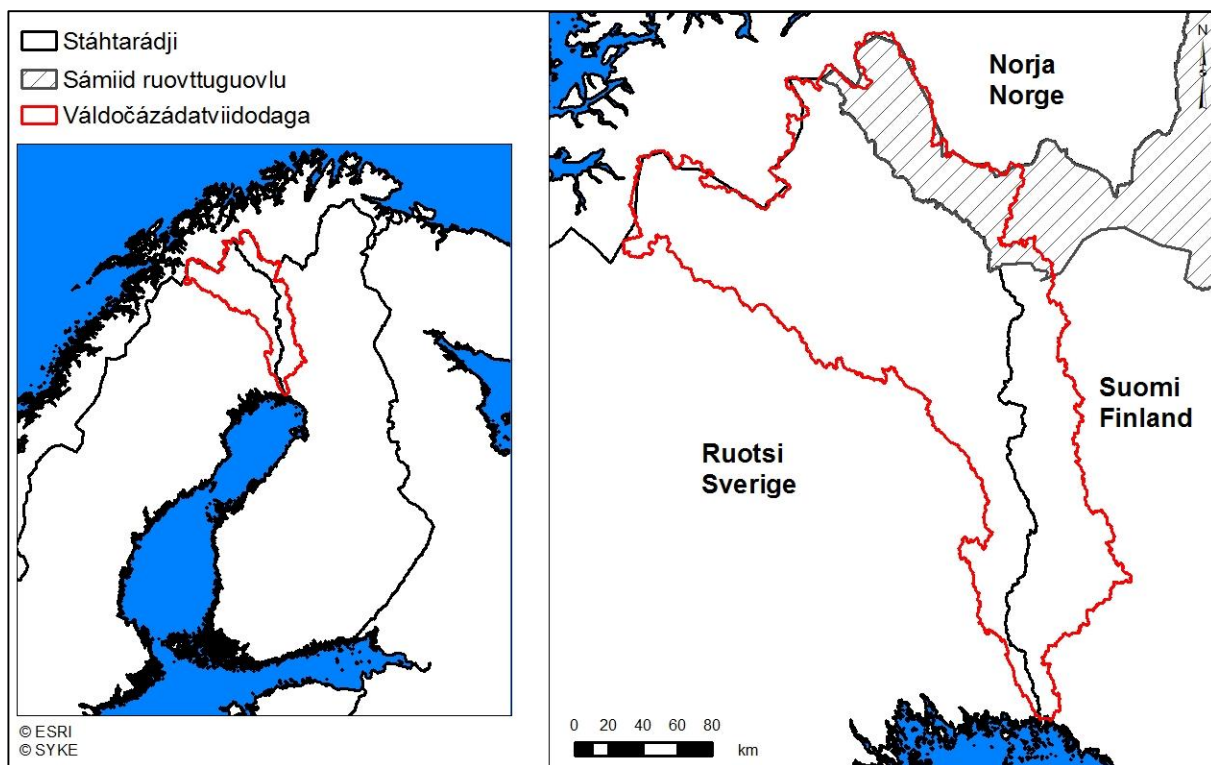 Stáhtarádji
Sámiid ruovttuguovlu
Váldočázádatviidodaga
© ESRI
© SYKE
N
Norja
Norge
Suomi
Finland
Ruotsi
Sverige
0 20 40 60 80
km